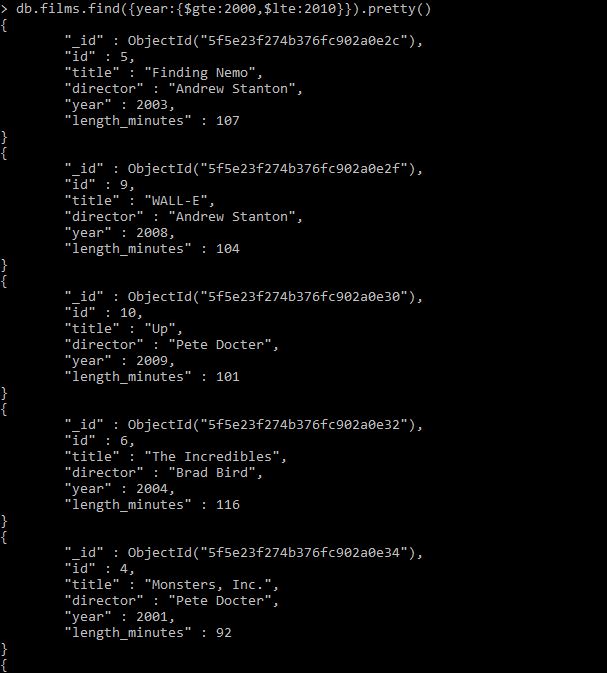 > db.films.find({year:{$gte:2000,$lte:2010}}).pretty()
{
"_id" : ObjectId("5f5e23f274b376fc902a0e2c"),
"id" : 5,
"title" : "Finding Nemo",
"director" : "Andrew Stanton",
"year" : 2003,
"length_minutes" : 107
}
{
"_id" : ObjectId("5f5e23f274b376fc902a0e2f"),
"id" : 9,
"title" : "WALL-E",
"director" : "Andrew Stanton",
"year" : 2008,
"length_minutes" : 104
}
{
"_id" : ObjectId("5f5e23f274b376fc902a0e30"),
"id" : 10,
"title" : "Up",
"director" : "Pete Docter",
"year" : 2009,
"length_minutes" : 101
}
{
"_id" : ObjectId("5f5e23f274b376fc902a0e32"),
"id" : 6,
"title" : "The Incredibles",
"director" : "Brad Bird",
"year" : 2004,
"length_minutes" : 116
}
{
"_id" : ObjectId("5f5e23f274b376fc902a0e34"),
"id" : 4,
"title" : "Monsters, Inc.",
"director" : "Pete Docter",
"year" : 2001,
"length_minutes" : 92
}
{